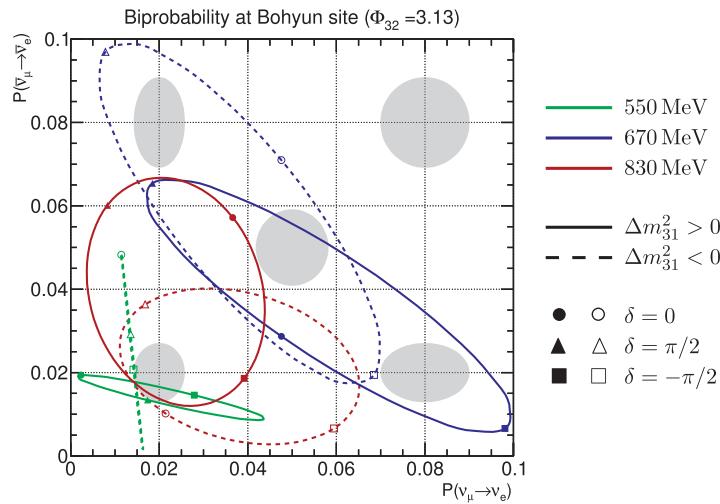 Biprobability at Bohyun site (Φ₃₂ =3.13)
P(ν̄μ→ν̄e)
0.1
0.08
0.06
0.04
0.02
0
0 0.02 0.04 0.06 0.08 0.1
P(νμ→νe)
550 MeV
670 MeV
830 MeV
Δm²₃₁ > 0
Δm²₃₁ < 0
δ = 0
δ = π/2
δ = −π/2